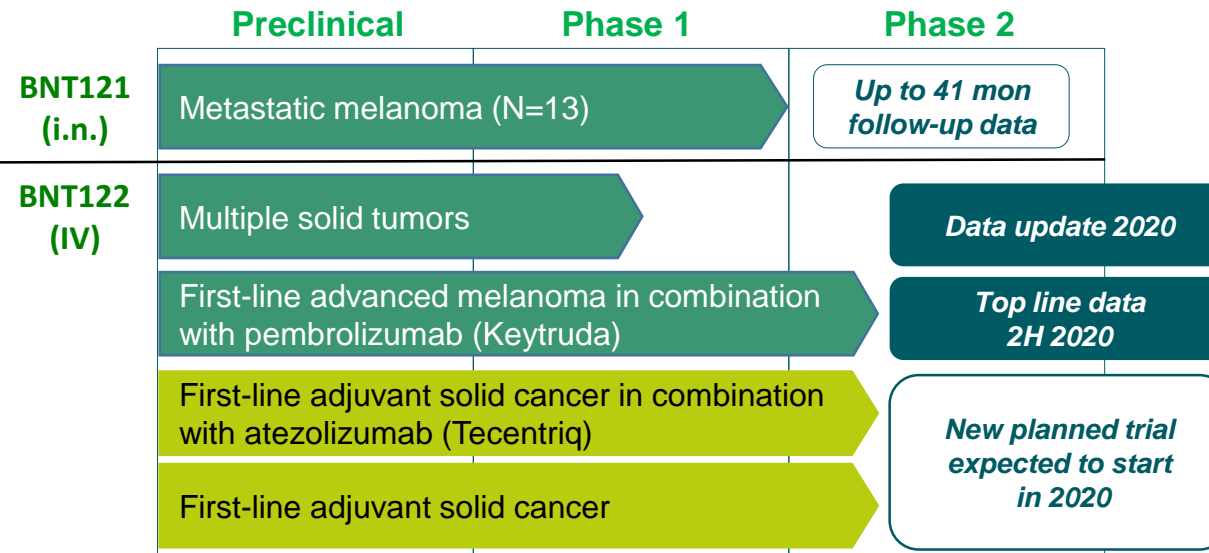 Preclinical
Phase 1
Phase 2
BNT121
(i.n.)
Metastatic melanoma (N=13)
Up to 41 mon
follow-up data
BNT122
(IV)
Multiple solid tumors
Data update 2020
First-line advanced melanoma in combination
with pembrolizumab (Keytruda)
Top line data
2H 2020
First-line adjuvant solid cancer in combination
with atezolizumab (Tecentriq)
First-line adjuvant solid cancer
New planned trial
expected to start
in 2020